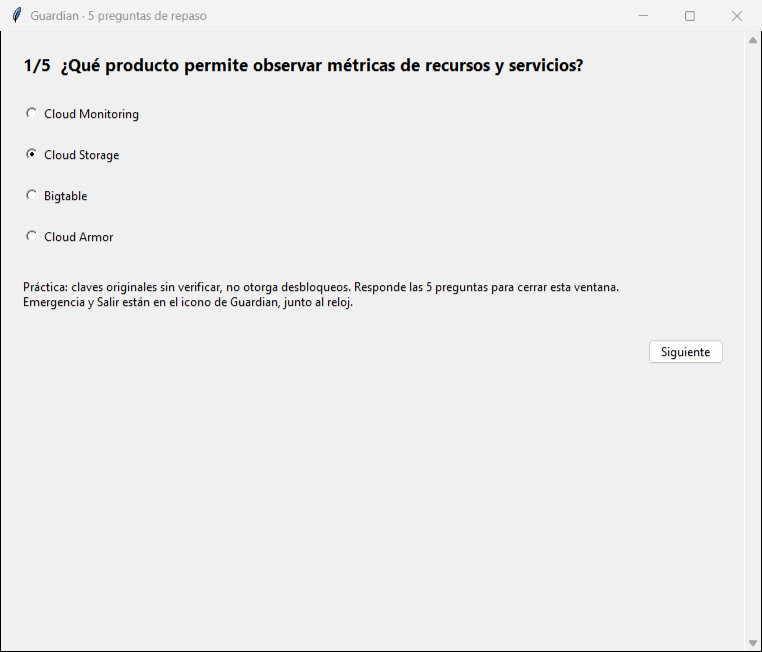 Guardian · 5 preguntas de repaso
1/5 ¿Qué producto permite observar métricas de recursos y servicios?
Cloud Monitoring
Cloud Storage
Bigtable
Cloud Armor
Práctica: claves originales sin verificar, no otorga desbloqueos. Responde las 5 preguntas para cerrar esta ventana.
Emergencia y Salir están en el icono de Guardian, junto al reloj.
Siguiente